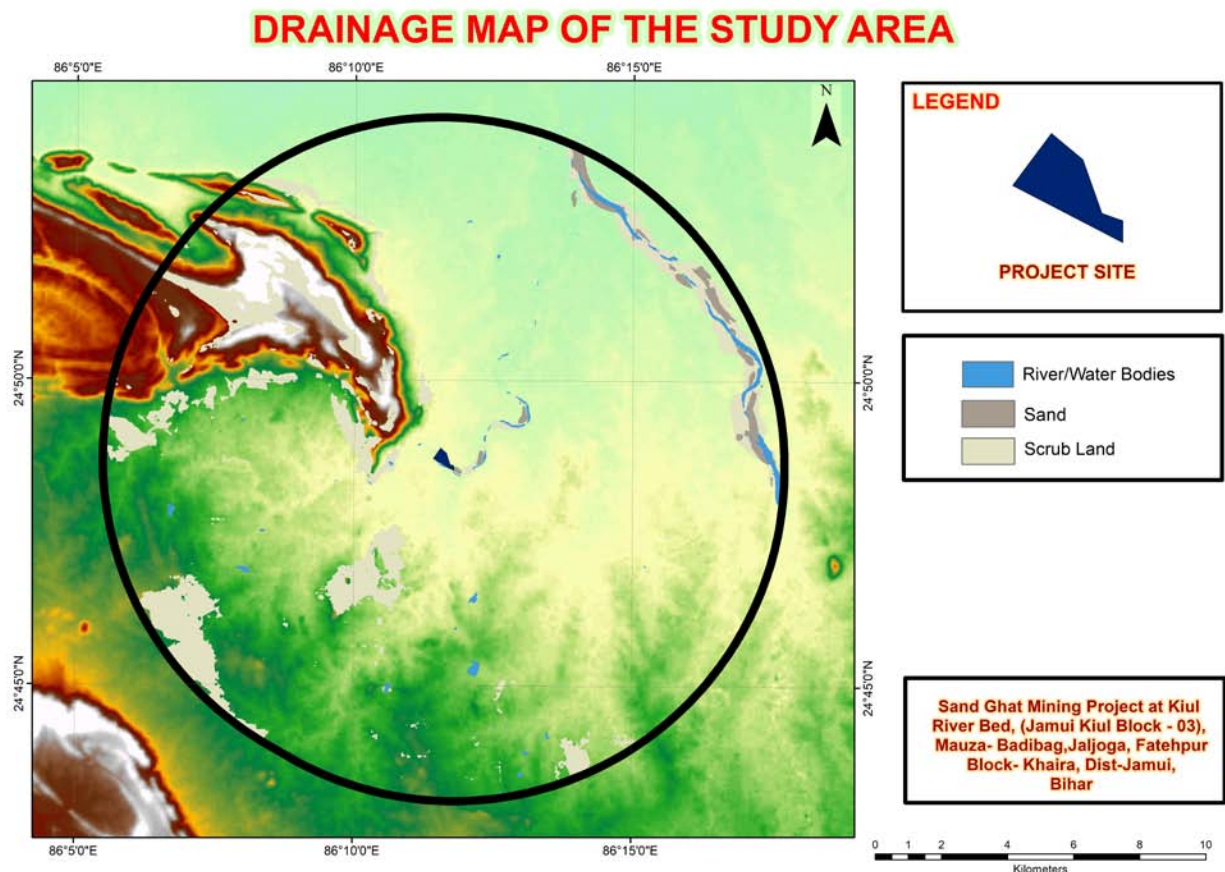 DRAINAGE MAP OF THE STUDY AREA
86°5'0"E
86°10'0"E
86°15'0"E
N
24°50'0"N
24°50'0"N
24°45'0"N
24°45'0"N
86°5'0"E
86°10'0"E
86°15'0"E
LEGEND
PROJECT SITE
River/Water Bodies
Sand
Scrub Land
Sand Ghat Mining Project at Kiul
River Bed, (Jamui Kiul Block - 03),
Mauza- Badibag,Jaljoga, Fatehpur
Block- Khaira, Dist-Jamui,
Bihar
0 1 2 4 6 8 10
Kilometers